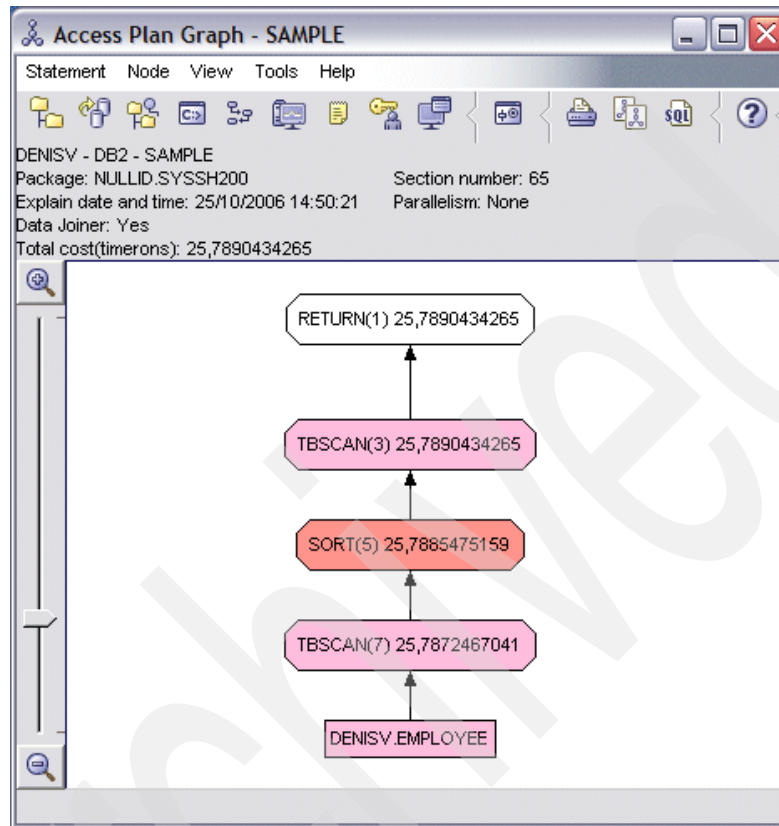 Access Plan Graph - SAMPLE
Statement Node View Tools Help
C:\>
SQL
?
DENISV - DB2 - SAMPLE
Package: NULLID.SYSSH200 Section number: 65
Explain date and time: 25/10/2006 14:50:21 Parallelism: None
Data Joiner: Yes
Total cost(timerons): 25,7890434265
RETURN(1) 25,7890434265
TBSCAN(3) 25,7890434265
SORT(5) 25,7885475159
TBSCAN(7) 25,7872467041
DENISV.EMPLOYEE